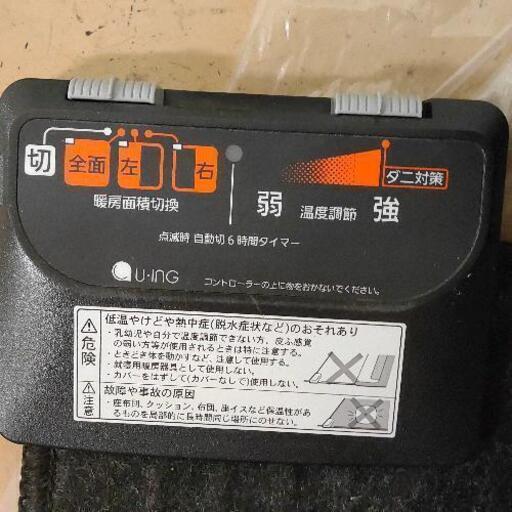 切 全面 左 右
ダニ対策
暖房面積切換
弱 温度調節 強
点滅時 自動切6時間タイマー
U·ING
コントローラーの上に物をおかないでください。
危険
低温やけどや熱中症(脱水症状など)のおそれあり
・乳幼児や自分で温度調節できない方、皮ふ感覚
の弱い方等が使用されるときは特に注意する。
・ときどき体を動かすなど、注意して使用する。
・就寝用暖房器具として使用しない。
・カバーをはずして(カバーなしで)使用しない。
注意
故障や事故の原因
・座布団、クッション、布団、座イスなど保温性があ
るものを局部的に長時間同じ場所にのせない。